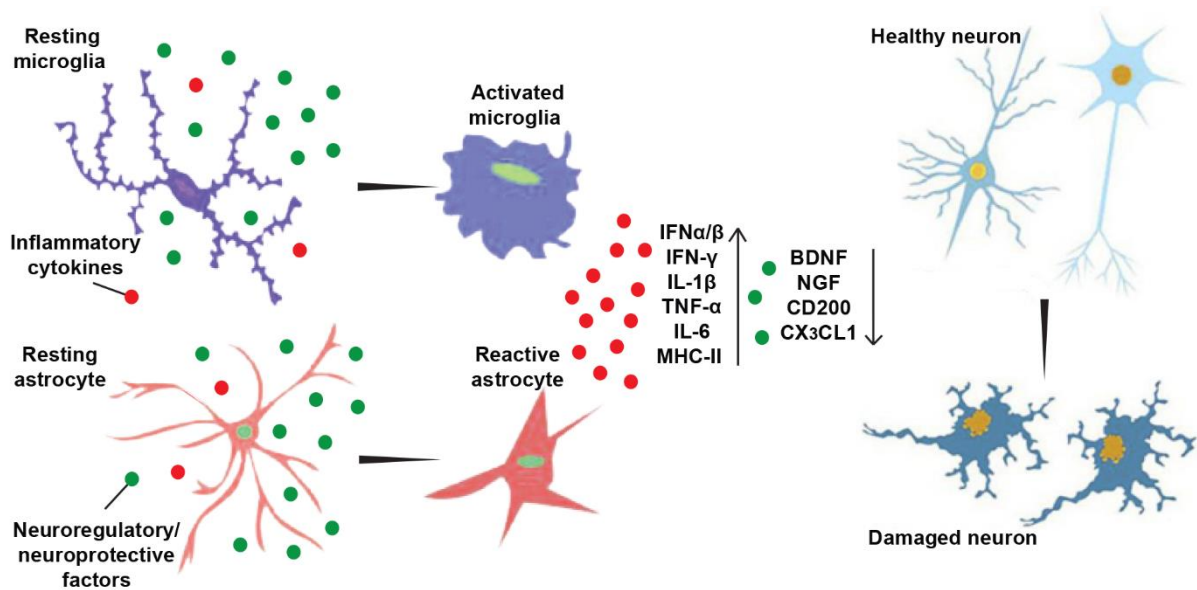 Resting
microglia
Activated
microglia
Healthy neuron
Inflammatory
cytokines
IFNα/β
IFN-γ
IL-1β
TNF-α
IL-6
MHC-II
BDNF
NGF
CD200
CX3CL1
Resting
astrocyte
Reactive
astrocyte
Neuroregulatory/
neuroprotective
factors
Damaged neuron